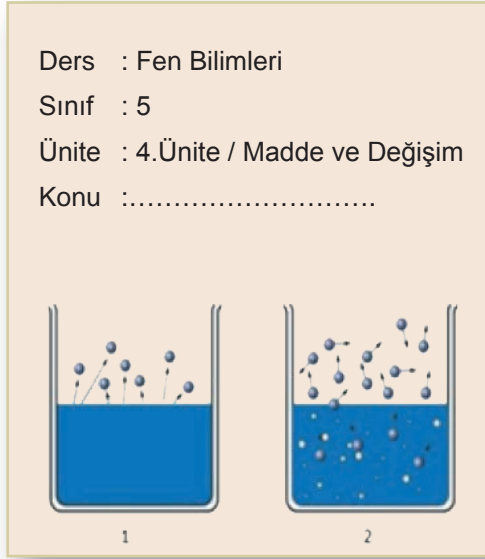 Ders : Fen Bilimleri
Sınıf : 5
Ünite : 4.Ünite / Madde ve Değişim
Konu :………………………….
1 2